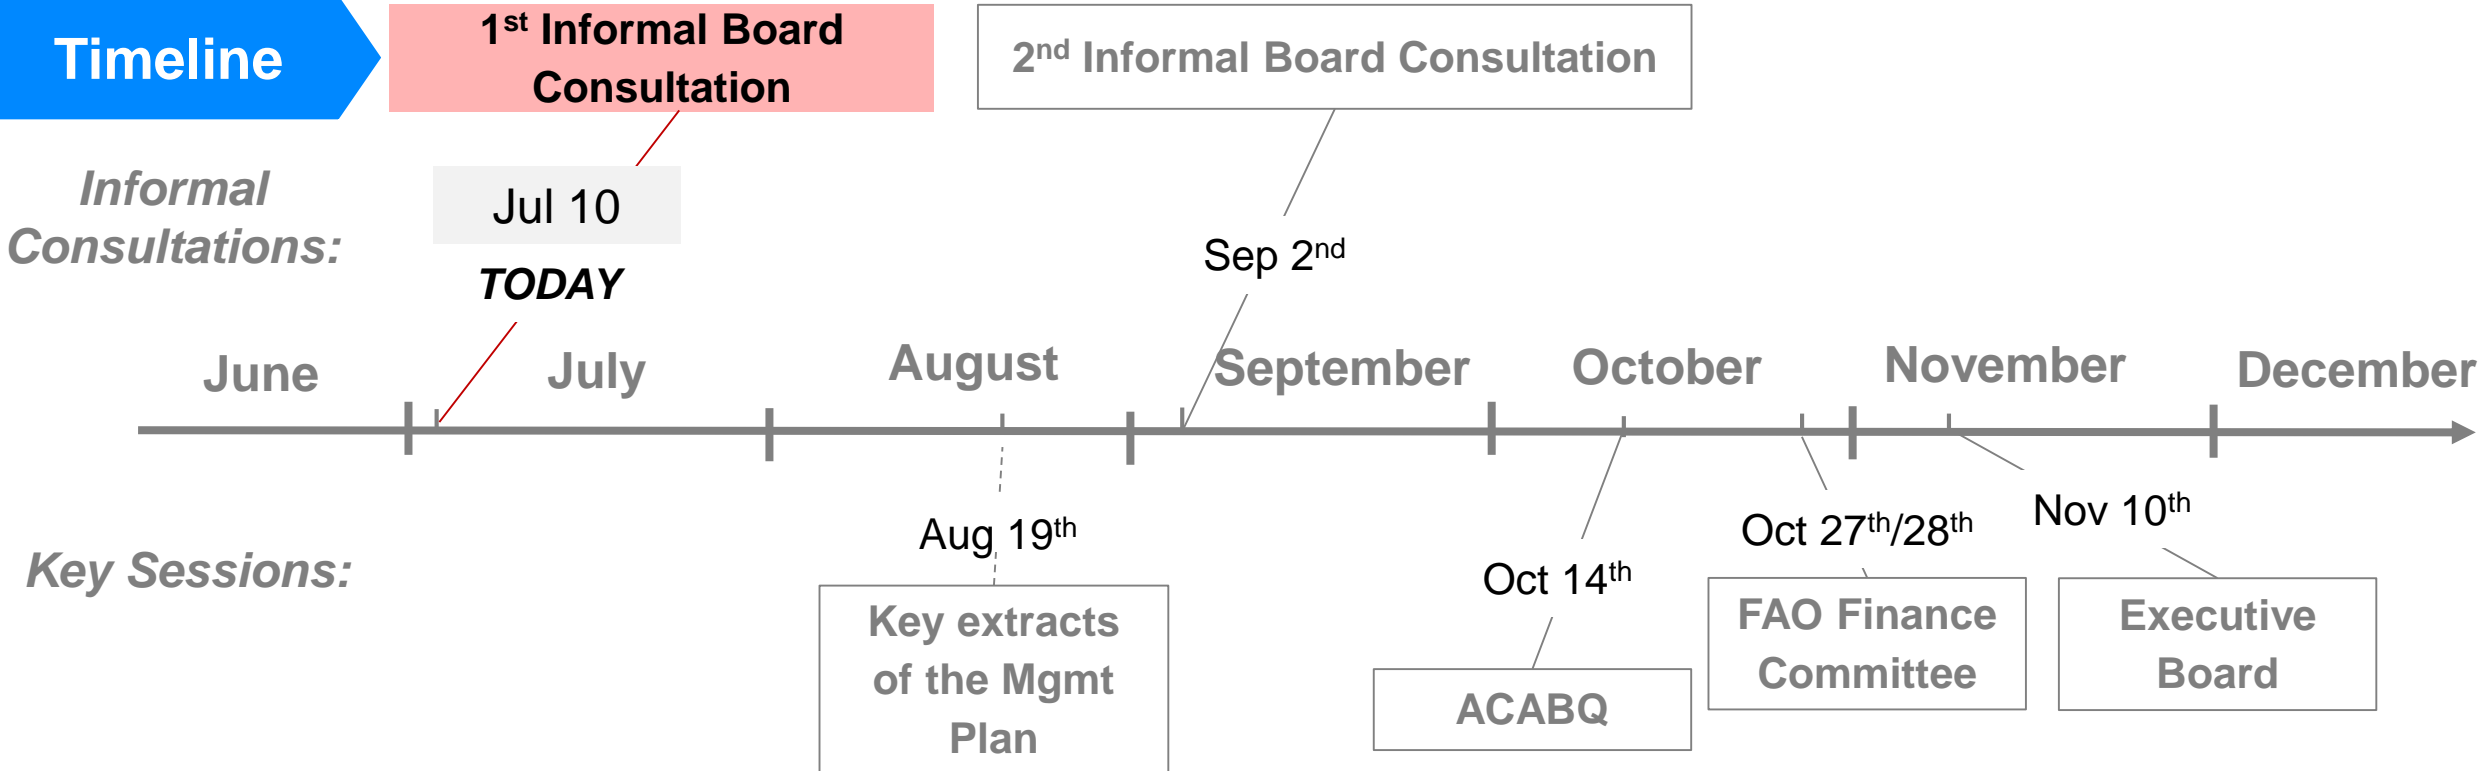 Timeline
1st Informal Board
Consultation
2nd Informal Board Consultation
Informal
Consultations:
Jul 10
TODAY
Sep 2nd
June
July
August
September
October
November
December
Key Sessions:
Aug 19th
Key extracts
of the Mgmt
Plan
Oct 14th
ACABQ
Oct 27th/28th
FAO Finance
Committee
Nov 10th
Executive
Board